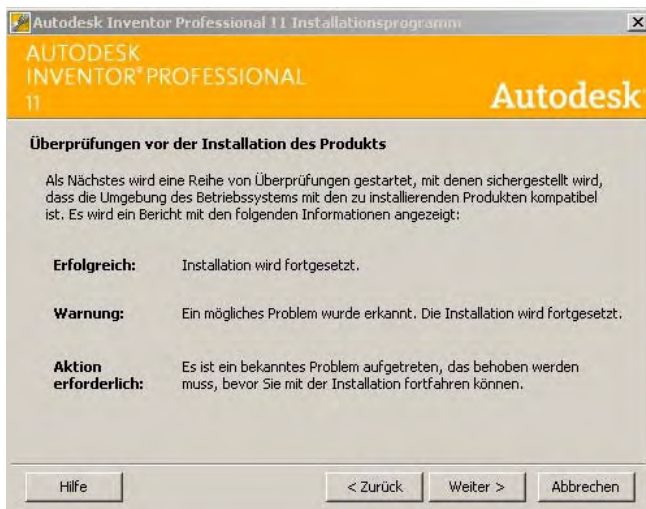 Autodesk Inventor Professional 11 Installationsprogramm
AUTODESK
INVENTOR® PROFESSIONAL
11
Autodesk
Überprüfungen vor der Installation des Produkts
Als Nächstes wird eine Reihe von Überprüfungen gestartet, mit denen sichergestellt wird,
dass die Umgebung des Betriebssystems mit den zu installierenden Produkten kompatibel
ist. Es wird ein Bericht mit den folgenden Informationen angezeigt:
Erfolgreich: Installation wird fortgesetzt.
Warnung: Ein mögliches Problem wurde erkannt. Die Installation wird fortgesetzt.
Aktion Es ist ein bekanntes Problem aufgetreten, das behoben werden
erforderlich: muss, bevor Sie mit der Installation fortfahren können.
Hilfe < Zurück Weiter > Abbrechen